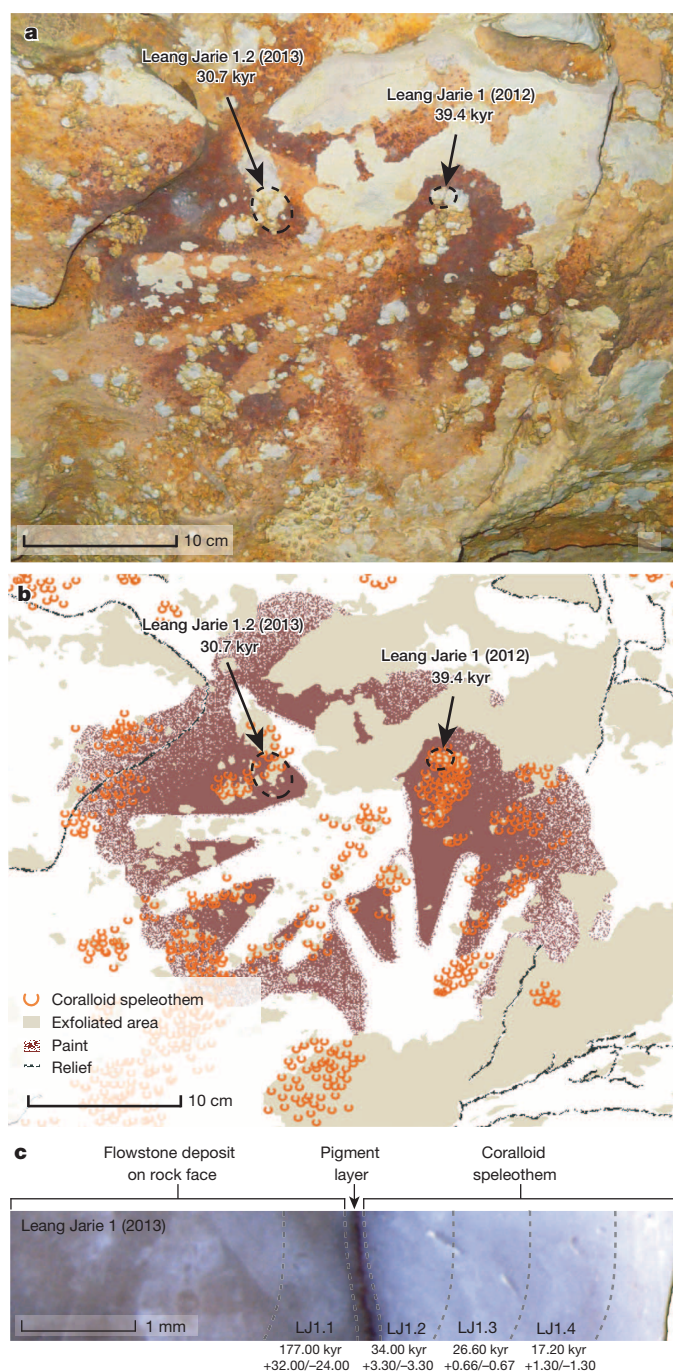 a
Leang Jarie 1.2 (2013)
30.7 kyr
Leang Jarie 1 (2012)
39.4 kyr
10 cm
b
Leang Jarie 1.2 (2013)
30.7 kyr
Leang Jarie 1 (2012)
39.4 kyr
Coralloid speleothem
Exfoliated area
Paint
Relief
10 cm
c
Flowstone deposit
on rock face
Pigment
layer
Coralloid
speleothem
Leang Jarie 1 (2013)
1 mm
LJ1.1 LJ1.2 LJ1.3 LJ1.4
177.00 kyr 34.00 kyr 26.60 kyr 17.20 kyr
+32.00/–24.00 +3.30/–3.30 +0.66/–0.67 +1.30/–1.30